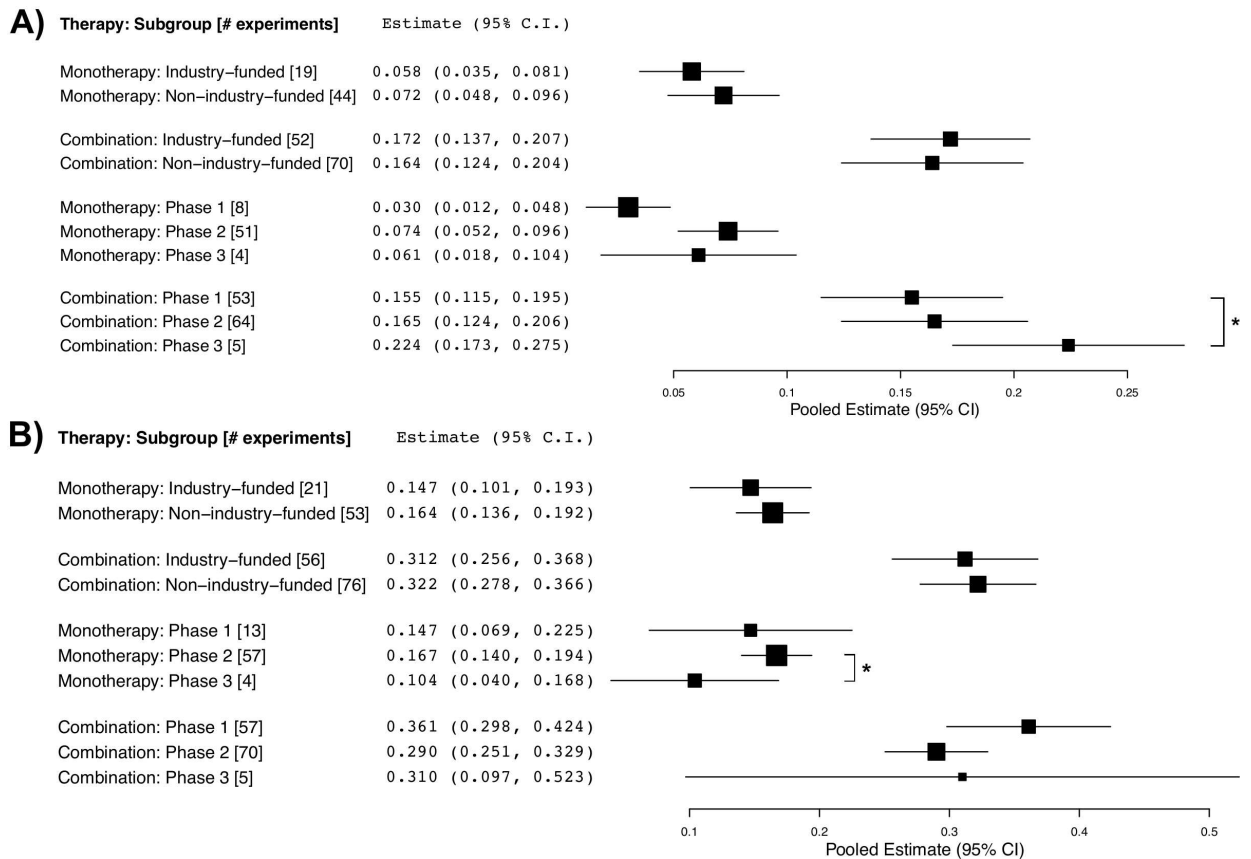 A) Therapy: Subgroup [# experiments] Estimate (95% C.I.)
Monotherapy: Industry−funded [19] 0.058 (0.035, 0.081)
Monotherapy: Non−industry−funded [44] 0.072 (0.048, 0.096)
Combination: Industry−funded [52] 0.172 (0.137, 0.207)
Combination: Non−industry−funded [70] 0.164 (0.124, 0.204)
Monotherapy: Phase 1 [8] 0.030 (0.012, 0.048)
Monotherapy: Phase 2 [51] 0.074 (0.052, 0.096)
Monotherapy: Phase 3 [4] 0.061 (0.018, 0.104)
Combination: Phase 1 [53] 0.155 (0.115, 0.195)
Combination: Phase 2 [64] 0.165 (0.124, 0.206) *
Combination: Phase 3 [5] 0.224 (0.173, 0.275)
0.05 0.1 0.15 0.2 0.25
Pooled Estimate (95% CI)
B) Therapy: Subgroup [# experiments] Estimate (95% C.I.)
Monotherapy: Industry−funded [21] 0.147 (0.101, 0.193)
Monotherapy: Non−industry−funded [53] 0.164 (0.136, 0.192)
Combination: Industry−funded [56] 0.312 (0.256, 0.368)
Combination: Non−industry−funded [76] 0.322 (0.278, 0.366)
Monotherapy: Phase 1 [13] 0.147 (0.069, 0.225)
Monotherapy: Phase 2 [57] 0.167 (0.140, 0.194) *
Monotherapy: Phase 3 [4] 0.104 (0.040, 0.168)
Combination: Phase 1 [57] 0.361 (0.298, 0.424)
Combination: Phase 2 [70] 0.290 (0.251, 0.329)
Combination: Phase 3 [5] 0.310 (0.097, 0.523)
0.1 0.2 0.3 0.4 0.5
Pooled Estimate (95% CI)